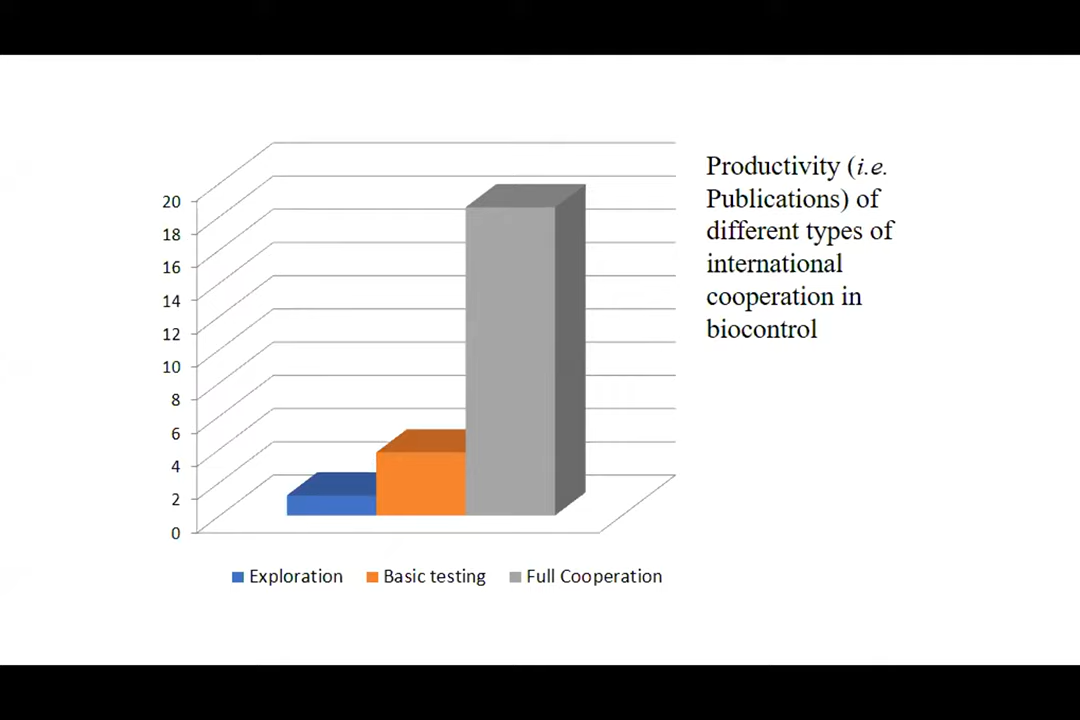 Productivity (i.e.
Publications) of
different types of
international
cooperation in
biocontrol
20
18
16
14
12
10
8
6
4
2
0
Exploration Basic testing Full Cooperation